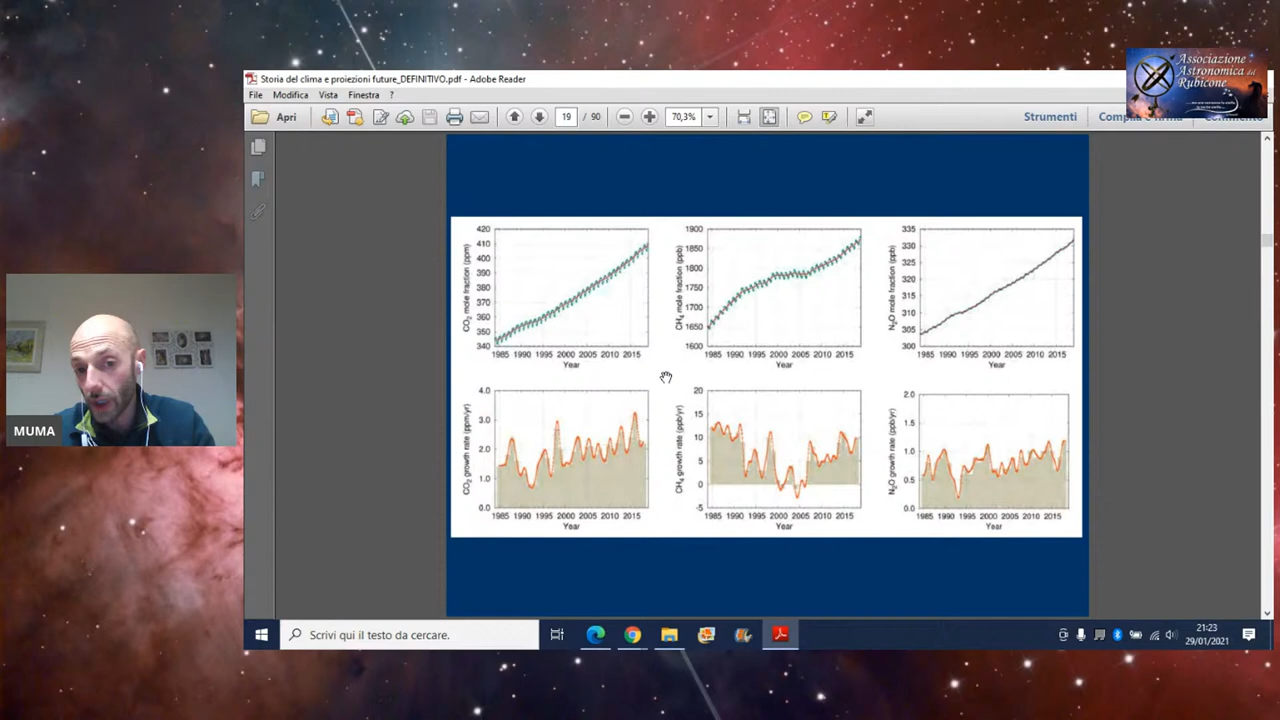 Associazione
Astronomica del
Rubicone
Storia del clima e proiezioni future_DEFINITIVO.pdf - Adobe Reader
File Modifica Vista Finestra ?
Apri 19 / 90 70,3% Strumenti
420 410 400 390 380 370 360 350 340
CO2 mole fraction (ppm)
1985 1990 1995 2000 2005 2010 2015
Year
1900 1850 1800 1750 1700 1650 1600
CH4 mole fraction (ppb)
1985 1990 1995 2000 2005 2010 2015
Year
335 330 325 320 315 310 305 300
N2O mole fraction (ppb)
1985 1990 1995 2000 2005 2010 2015
Year
4.0 3.0 2.0 1.0 0.0
CO2 growth rate (ppm/yr)
1985 1990 1995 2000 2005 2010 2015
Year
20 15 10 5 0 -5
CH4 growth rate (ppb/yr)
1985 1990 1995 2000 2005 2010 2015
Year
2.0 1.5 1.0 0.5 0.0
N2O growth rate (ppb/yr)
1985 1990 1995 2000 2005 2010 2015
Year
MUMA
Scrivi qui il testo da cercare.
21:23
29/01/2021